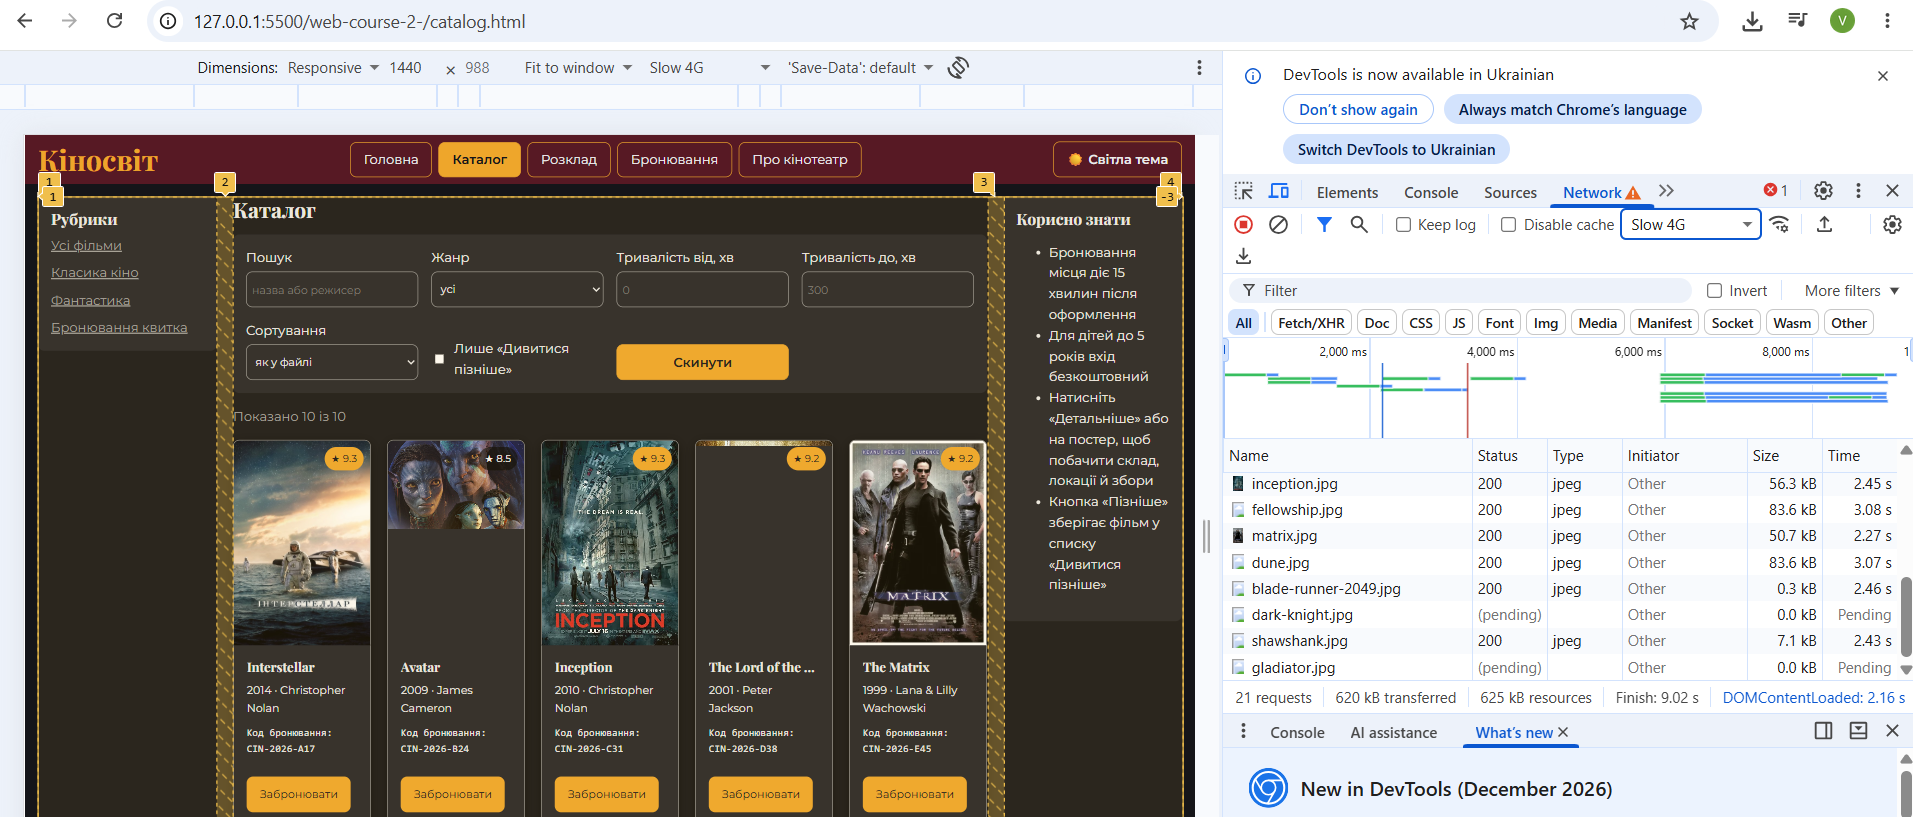 127.0.0.1:5500/web-course-2-/catalog.html
V
Dimensions: Responsive 1440 × 988 Fit to window Slow 4G 'Save-Data': default
Кіносвіт
Головна
Каталог
Розклад
Бронювання
Про кінотеатр
Світла тема
1
1
2
3
4
-3
Рубрики
Усі фільми
Класика кіно
Фантастика
Бронювання квитка
Каталог
Пошук
Жанр
Тривалість від, хв
Тривалість до, хв
назва або режисер
усі
0
300
Сортування
як у файлі
Лише «Дивитися
пізніше»
Скинути
Показано 10 із 10
★ 9.3
★ 8.5
★ 9.3
★ 9.2
★ 9.2
ІНТЕРСТЕЛЛАР
THE DREAM IS REAL.
INCEPTION
JULY 16
KEANU REEVES LAURENCE
MATRIX
Interstellar
2014 · Christopher
Nolan
Код бронювання:
CIN-2026-A17
Забронювати
Avatar
2009 · James
Cameron
Код бронювання:
CIN-2026-B24
Забронювати
Inception
2010 · Christopher
Nolan
Код бронювання:
CIN-2026-C31
Забронювати
The Lord of the ...
2001 · Peter
Jackson
Код бронювання:
CIN-2026-D38
Забронювати
The Matrix
1999 · Lana & Lilly
Wachowski
Код бронювання:
CIN-2026-E45
Забронювати
Корисно знати
• Бронювання
місця діє 15
хвилин після
оформлення
• Для дітей до 5
років вхід
безкоштовний
• Натисніть
«Детальніше» або
на постер, щоб
побачити склад,
локації й збори
• Кнопка «Пізніше»
зберігає фільм у
списку
«Дивитися
пізніше»
DevTools is now available in Ukrainian
Don't show again
Always match Chrome's language
Switch DevTools to Ukrainian
Elements Console Sources Network 1
Keep log Disable cache Slow 4G
Filter Invert More filters
All Fetch/XHR Doc CSS JS Font Img Media Manifest Socket Wasm Other
2,000 ms 4,000 ms 6,000 ms 8,000 ms 1
Name Status Type Initiator Size Time
inception.jpg 200 jpeg Other 56.3 kB 2.45 s
fellowship.jpg 200 jpeg Other 83.6 kB 3.08 s
matrix.jpg 200 jpeg Other 50.7 kB 2.27 s
dune.jpg 200 jpeg Other 83.6 kB 3.07 s
blade-runner-2049.jpg 200 jpeg Other 0.3 kB 2.46 s
dark-knight.jpg (pending) Other 0.0 kB Pending
shawshank.jpg 200 jpeg Other 7.1 kB 2.43 s
gladiator.jpg (pending) Other 0.0 kB Pending
21 requests 620 kB transferred 625 kB resources Finish: 9.02 s DOMContentLoaded: 2.16 s
Console AI assistance What's new
New in DevTools (December 2026)